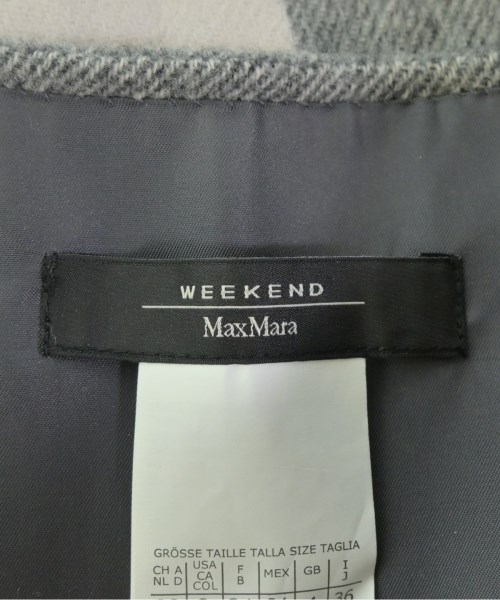 WEEKEND
MaxMara
GRÖSSE TAILLE TALLA SIZE TAGLIA
CH A USA F MEX GB I
NL D CA B J
COL
36